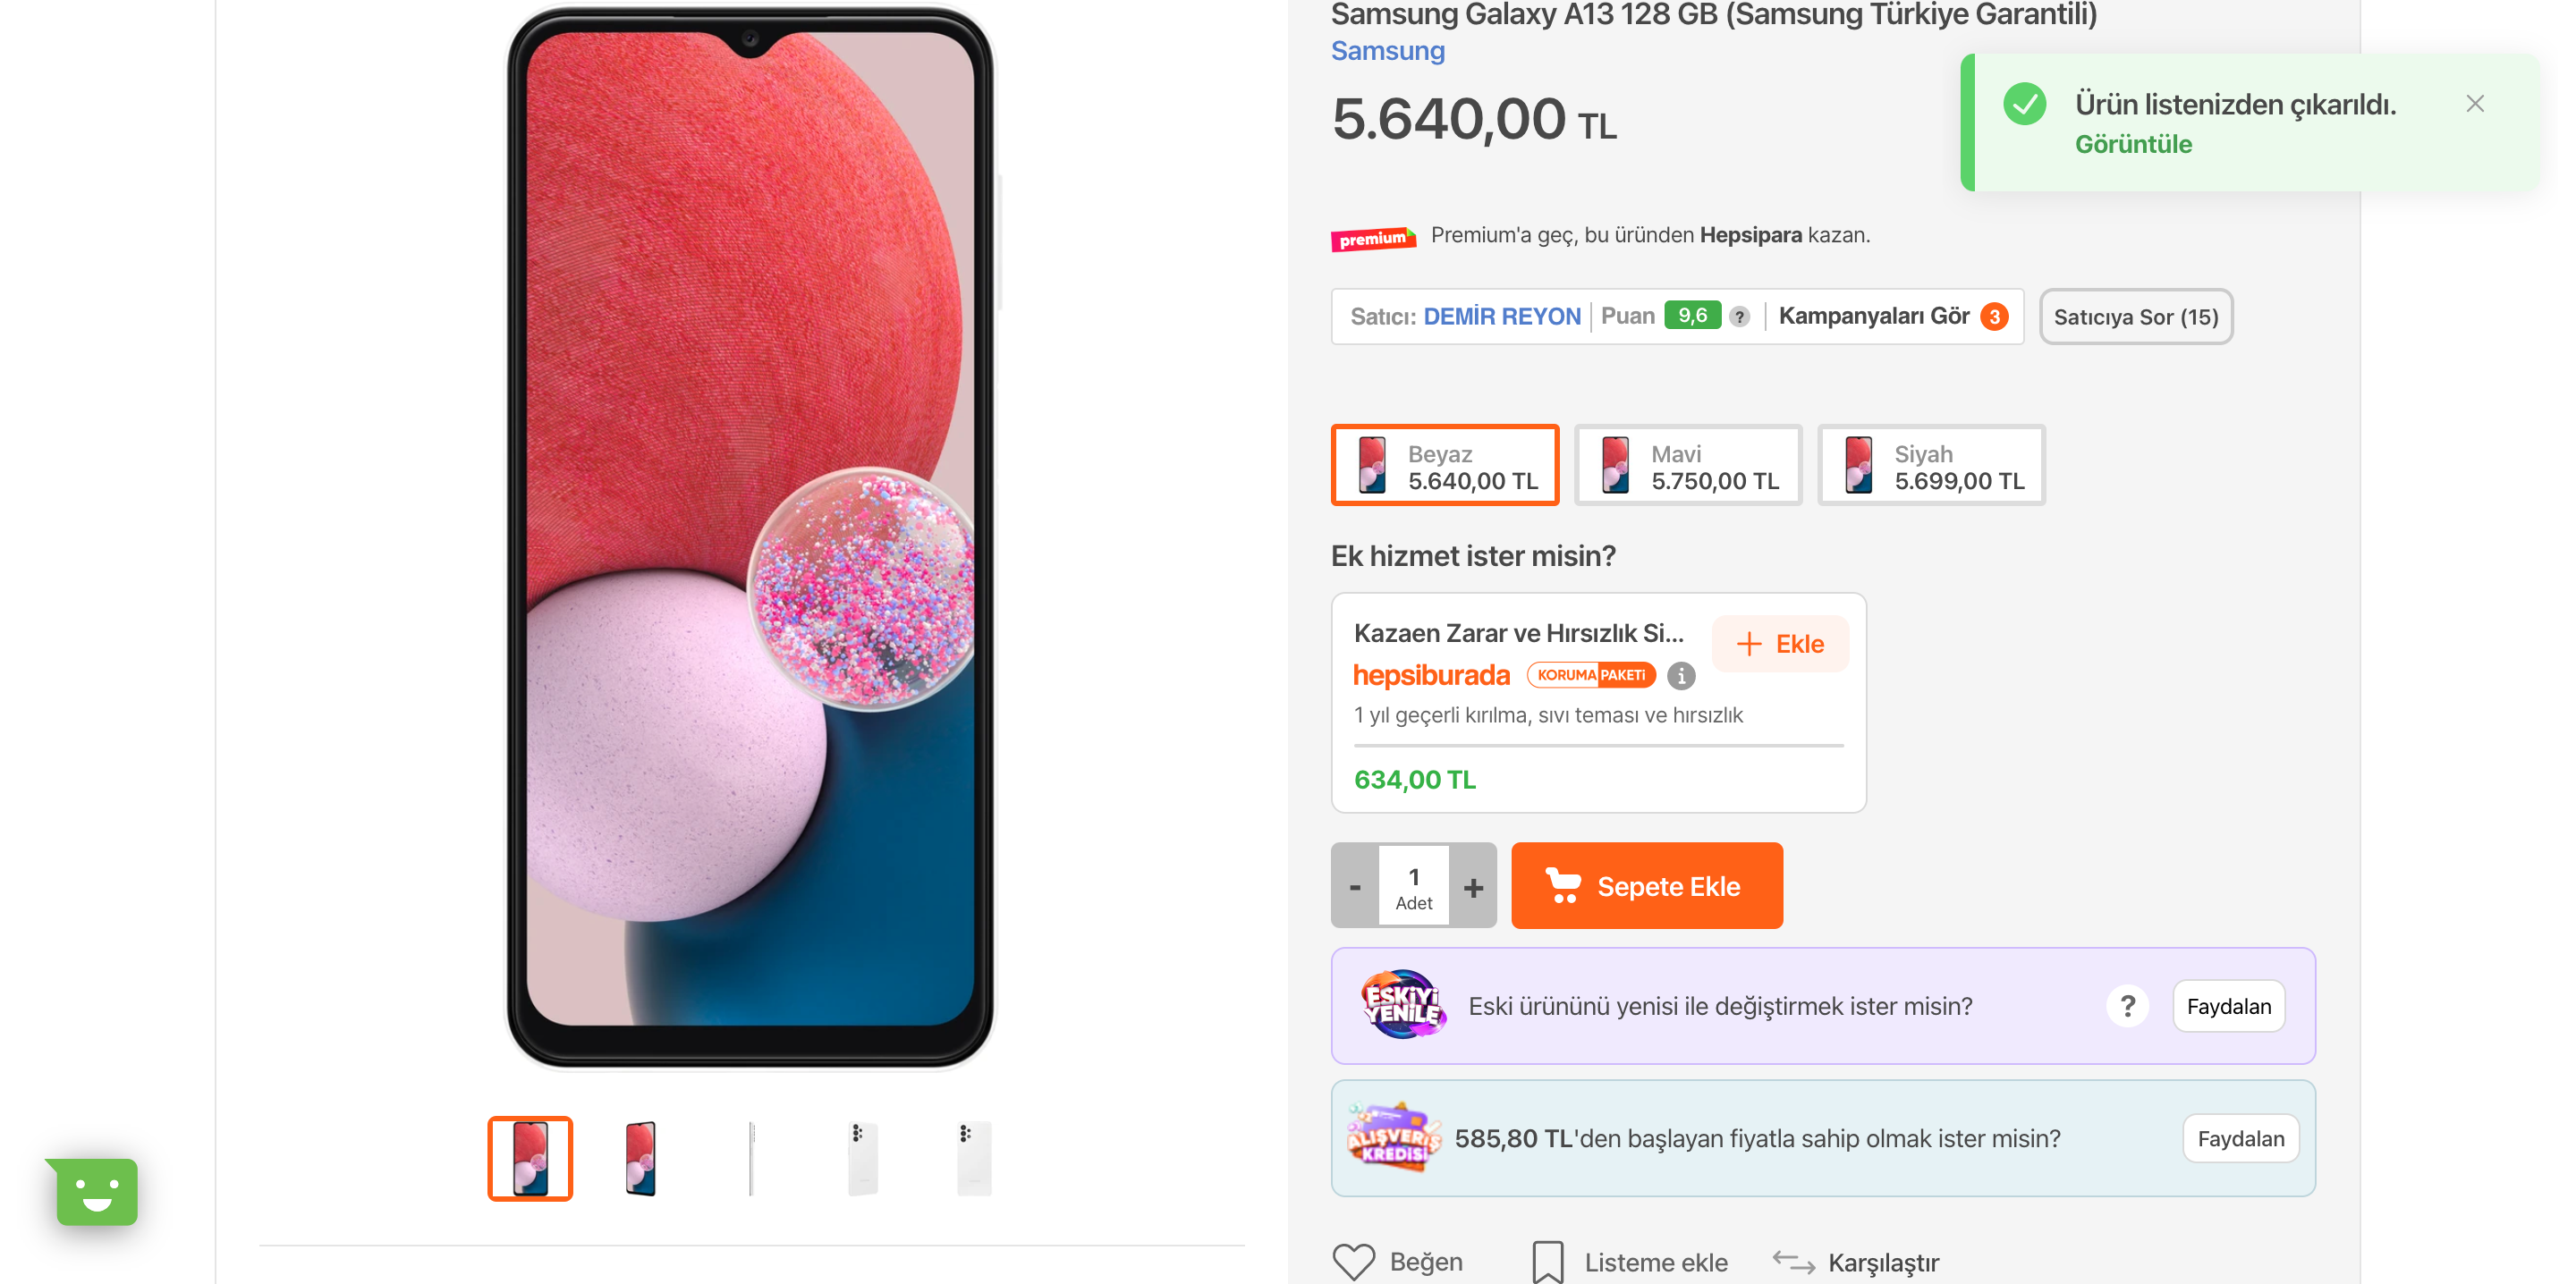 Samsung Galaxy A13 128 GB (Samsung Türkiye Garantili)
Samsung
5.640,00 TL
Ürün listenizden çıkarıldı.
Görüntüle
premium Premium'a geç, bu üründen Hepsipara kazan.
Satıcı: DEMİR REYON Puan 9,6 ? Kampanyaları Gör 3
Satıcıya Sor (15)
Beyaz
5.640,00 TL
Mavi
5.750,00 TL
Siyah
5.699,00 TL
Ek hizmet ister misin?
Kazaen Zarar ve Hırsızlık Si...
+ Ekle
hepsiburada KORUMA PAKETİ i
1 yıl geçerli kırılma, sıvı teması ve hırsızlık
634,00 TL
- 1 +
Adet
Sepete Ekle
ESKİYİ
YENİLE
Eski ürününü yenisi ile değiştirmek ister misin?
?
Faydalan
ALIŞVERİŞ
KREDİSİ
585,80 TL'den başlayan fiyatla sahip olmak ister misin?
Faydalan
Beğen
Listeme ekle
Karşılaştır